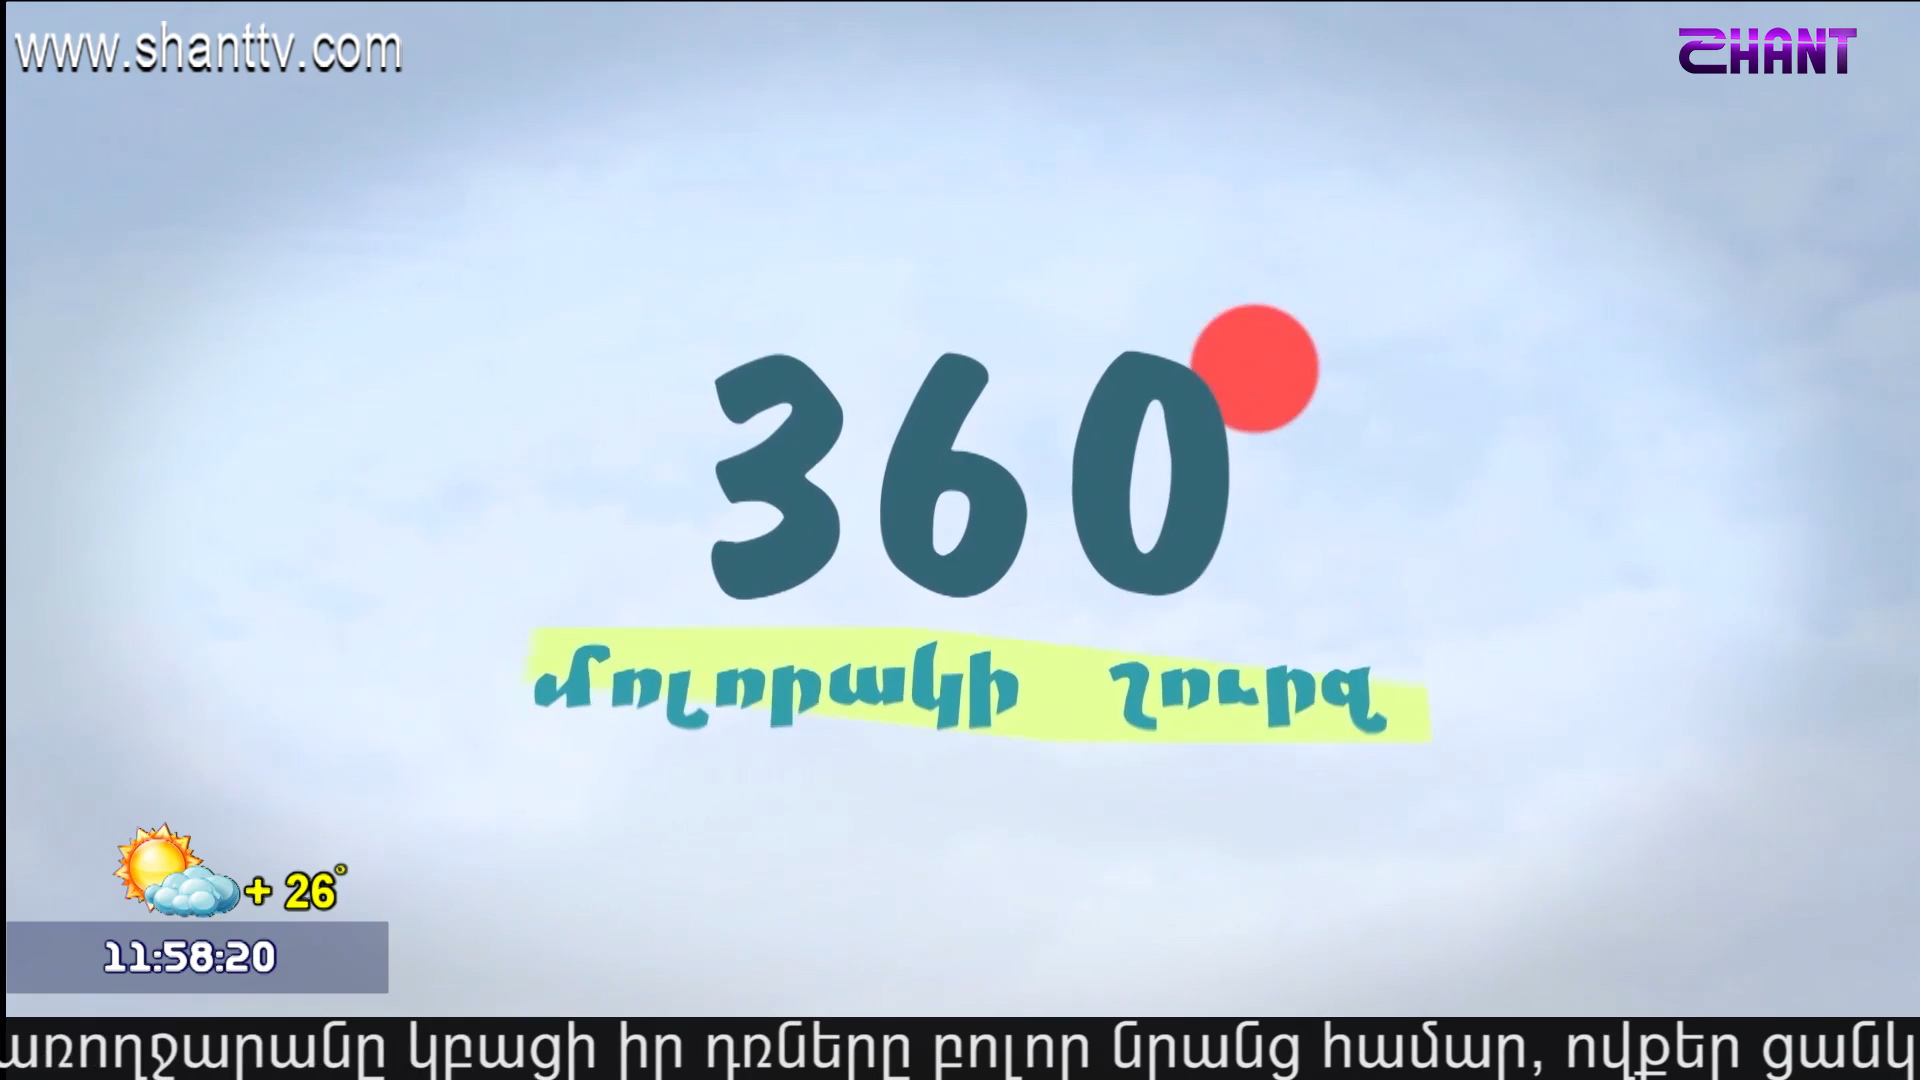 www.shanttv.com
SHANT
360
մոլորակի շուրջ
+ 26°
11:58:20
առողջարանը կբացի իր դռները բոլոր նրանց համար, ովքեր ցանկ